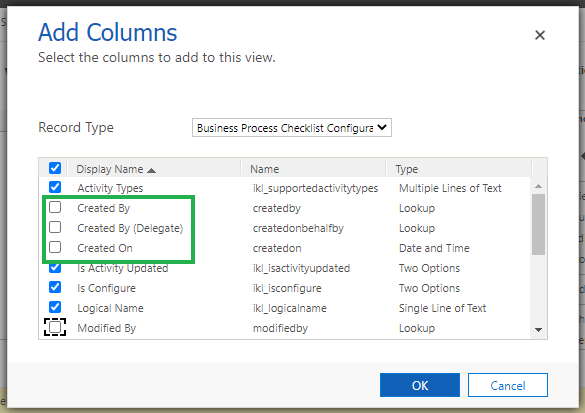 Add Columns
Select the columns to add to this view.
Record Type
Business Process Checklist Configura
Display Name Name Type
Activity Types ikl_supportedactivitytypes Multiple Lines of Text
Created By createdby Lookup
Created By (Delegate) createdonbehalfby Lookup
Created On createdon Date and Time
Is Activity Updated ikl_isactivityupdated Two Options
Is Configure ikl_isconfigure Two Options
Logical Name ikl_logicalname Single Line of Text
Modified By modifiedby Lookup
OK Cancel